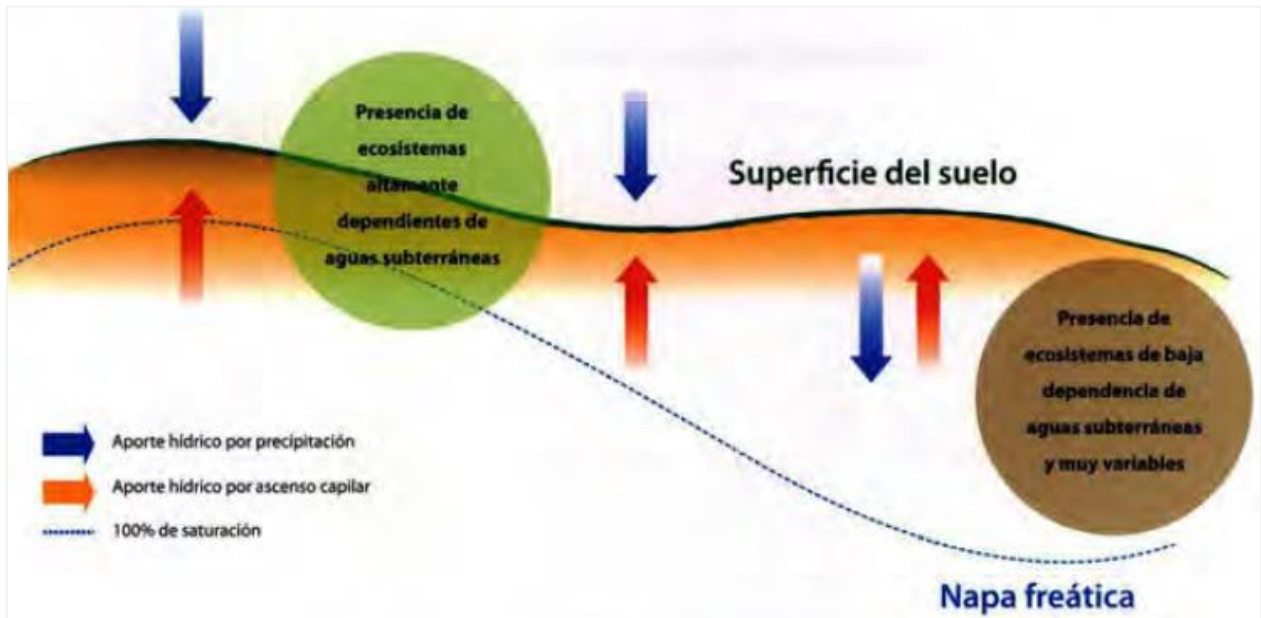 Presencia de
ecosistemas
altamente
dependientes de
aguas subterráneas
Superficie del suelo
Presencia de
ecosistemas de baja
dependencia de
aguas subterráneas
y muy variables
Aporte hídrico por precipitación
Aporte hídrico por ascenso capilar
100% de saturación
Napa freática